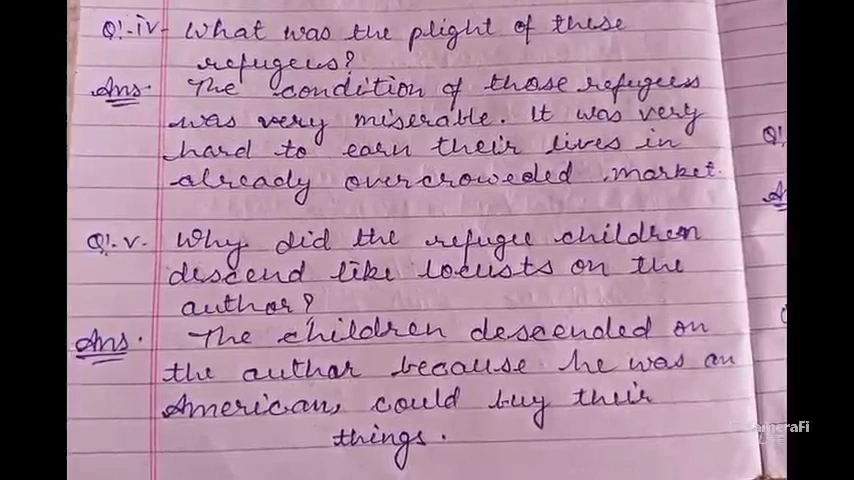 Q!-iv- What was the plight of these
refugees?
Ans. The condition of those refugees
was very miserable. It was very
hard to earn their lives in
already overcroweded market.
Q!-v- Why did the refugee children
descend like locusts on the
author?
Ans. The children descended on
the author because he was an
American, could buy their
things.
Q!